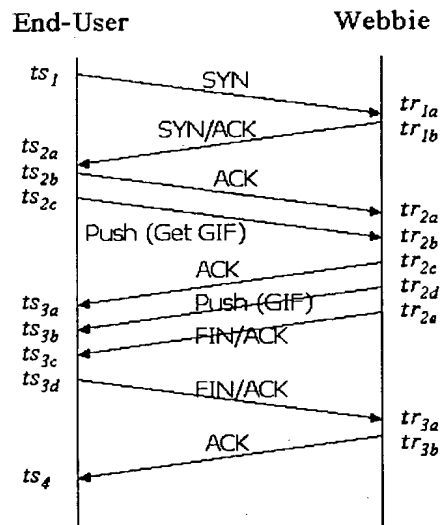 End-User Webbie
ts1
SYN
tr1a
SYN/ACK
tr1b
ts2a
ts2b
ACK
ts2c
tr2a
Push (Get GIF)
tr2b
ACK
tr2c
tr2d
ts3a
Push (GIF)
tr2e
ts3b
FIN/ACK
ts3c
ts3d
FIN/ACK
tr3a
ACK
tr3b
ts4